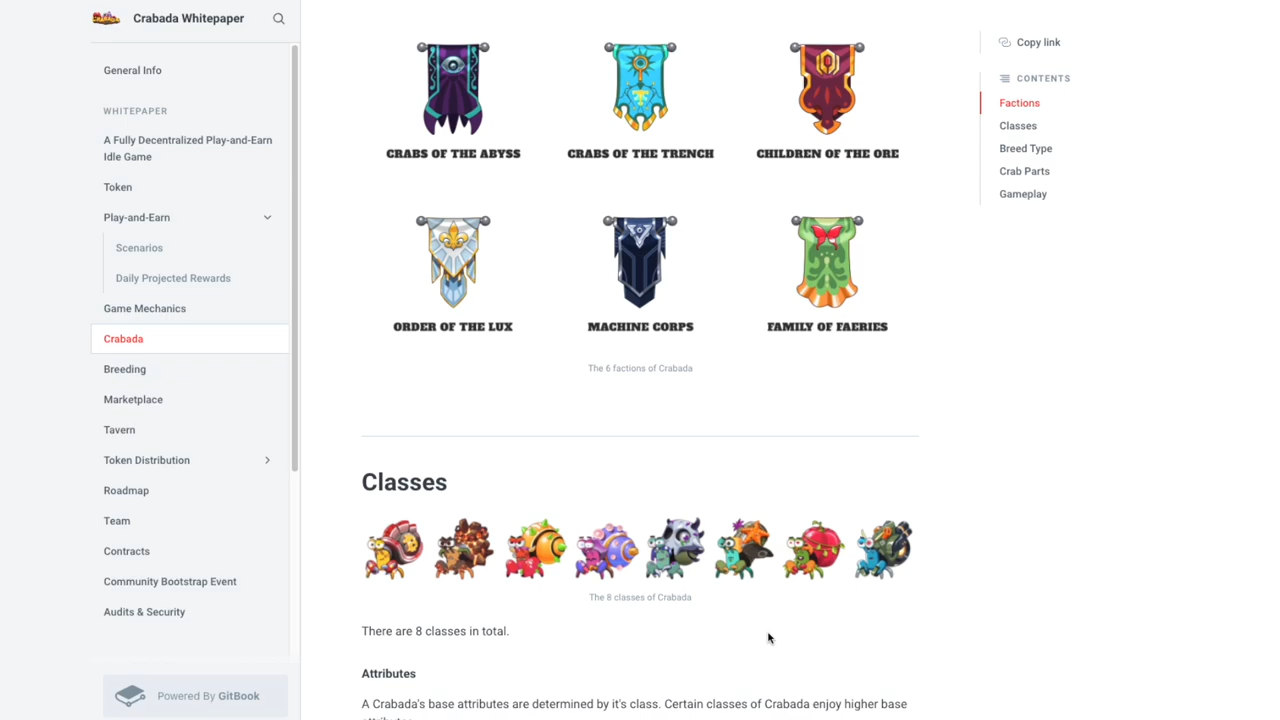 Crabada Whitepaper
General Info
WHITEPAPER
A Fully Decentralized Play-and-Earn
Idle Game
Token
Play-and-Earn
Scenarios
Daily Projected Rewards
Game Mechanics
Crabada
Breeding
Marketplace
Tavern
Token Distribution
Roadmap
Team
Contracts
Community Bootstrap Event
Audits & Security
Powered By GitBook
CRABS OF THE ABYSS
CRABS OF THE TRENCH
CHILDREN OF THE ORE
ORDER OF THE LUX
MACHINE CORPS
FAMILY OF FAERIES
The 6 factions of Crabada
Classes
The 8 classes of Crabada
There are 8 classes in total.
Attributes
A Crabada's base attributes are determined by it's class. Certain classes of Crabada enjoy higher base
Copy link
CONTENTS
Factions
Classes
Breed Type
Crab Parts
Gameplay